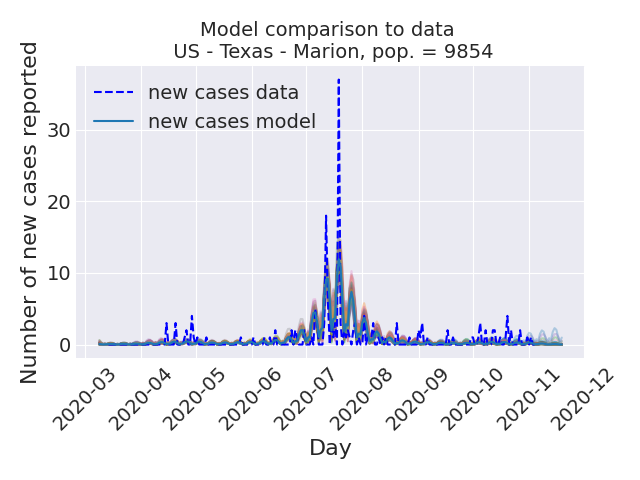 Model comparison to data
US - Texas - Marion, pop. = 9854
new cases data
new cases model
Number of new cases reported
30
20
10
0
2020-03
2020-04
2020-05
2020-06
2020-07
2020-08
2020-09
2020-10
2020-11
2020-12
Day